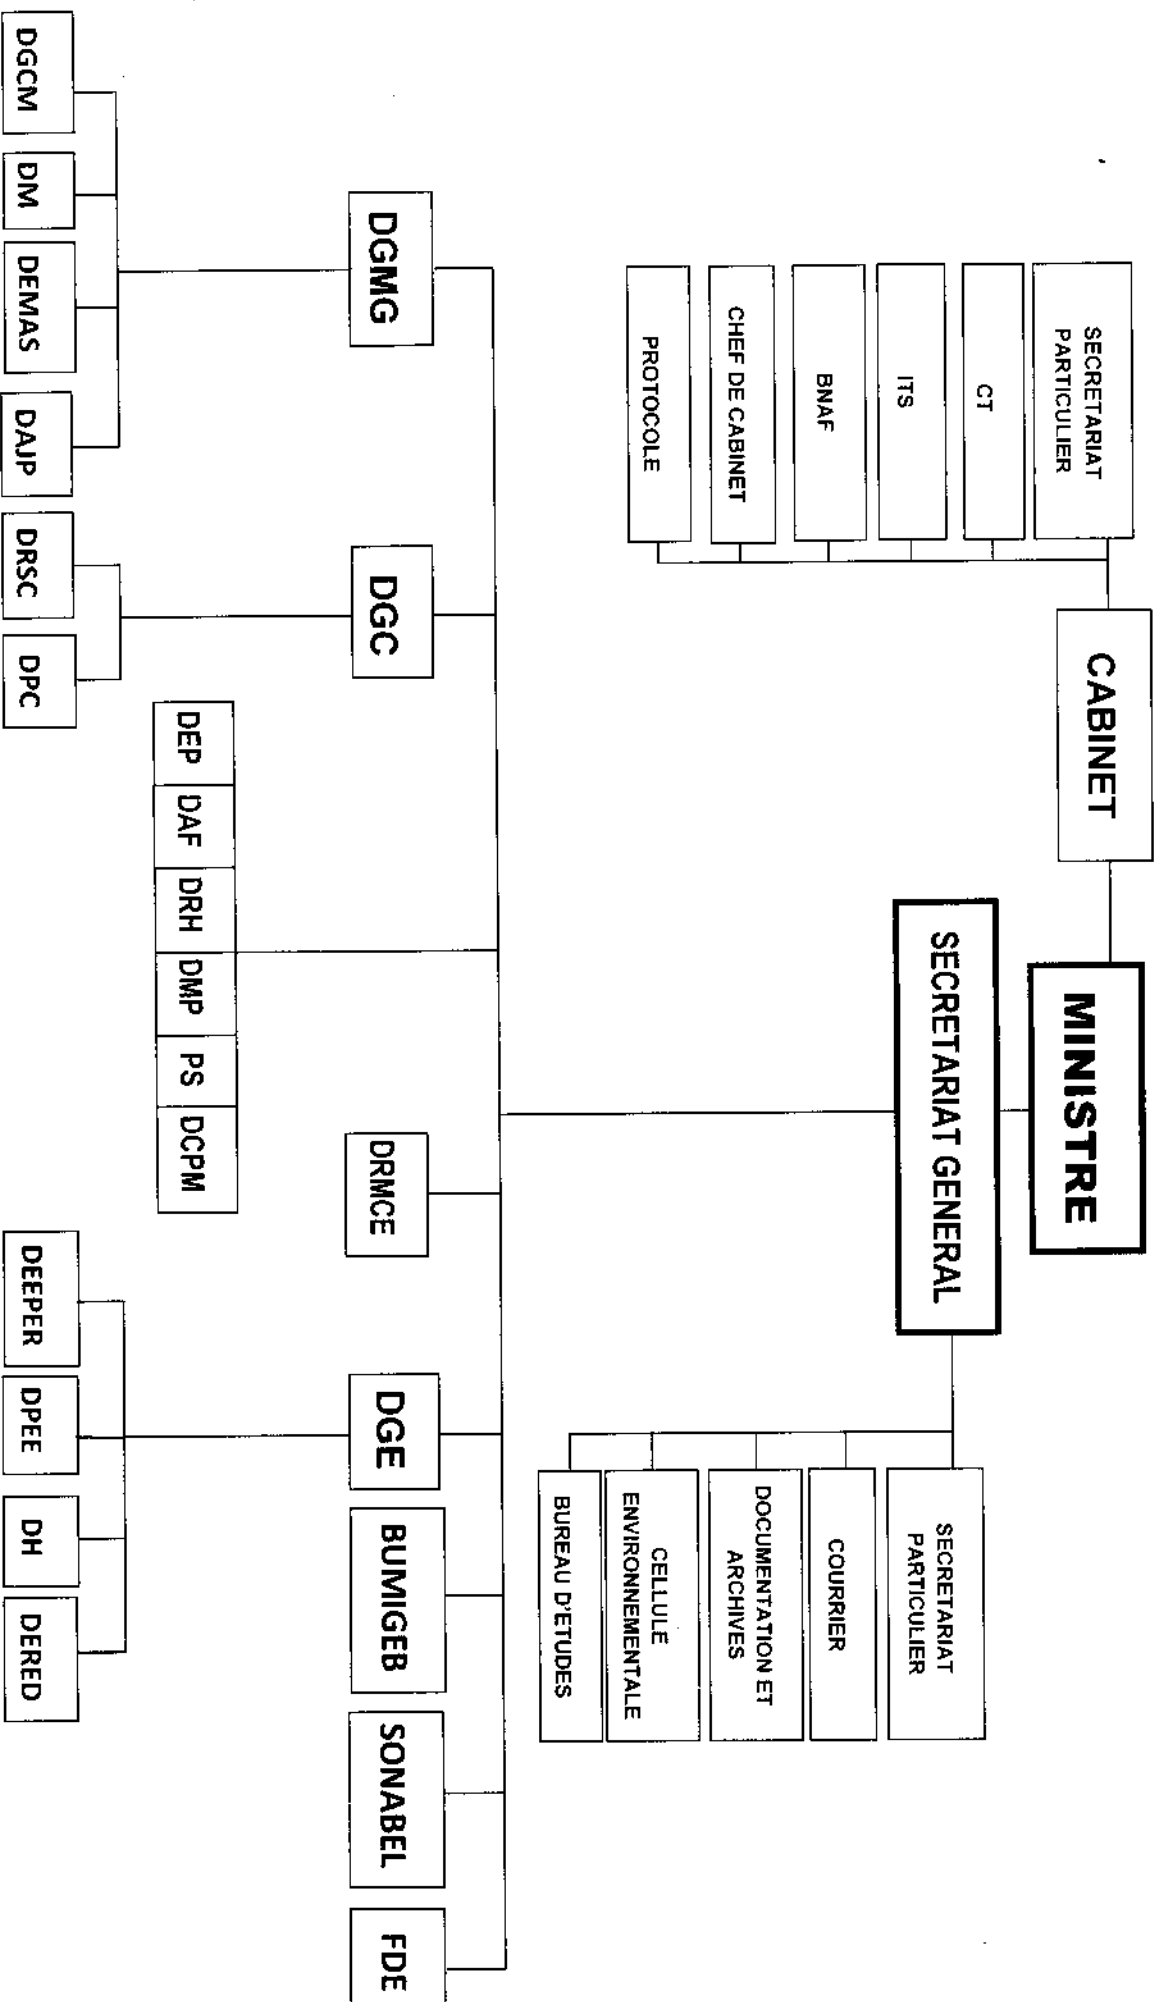 MINISTRE
CABINET
SECRETARIAT
PARTICULIER
CT
ITS
BNAF
CHEF DE CABINET
PROTOCOLE
SECRETARIAT GENERAL
SECRETARIAT
PARTICULIER
COURRIER
DOCUMENTATION ET
ARCHIVES
CELLULE
ENVIRONNEMENTALE
BUREAU D'ETUDES
DGMG
DGC
DRMCE
DGE
BUMIGEB
SONABEL
FDE
DEP
DAF
DRH
DMP
PS
DCPM
DGCM
DM
DEMAS
DAJP
DRSC
DPC
DEEPER
DPEE
DH
DERED